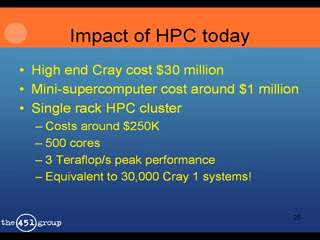 Impact of HPC today
• High end Cray cost $30 million
• Mini-supercomputer cost around $1 million
• Single rack HPC cluster
– Costs around $250K
– 500 cores
– 3 Teraflop/s peak performance
– Equivalent to 30,000 Cray 1 systems!
the 451 group
25